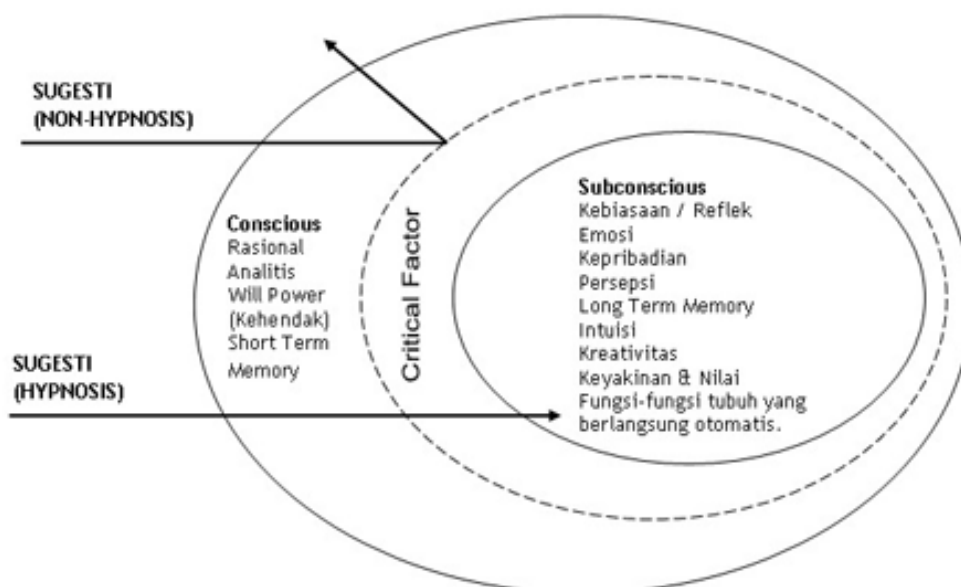 SUGESTI
(NON-HYPNOSIS)
Conscious
Rasional
Analitis
Will Power
(Kehendak)
Short Term
Memory
Critical Factor
Subconscious
Kebiasaan / Reflek
Emosi
Kepribadian
Persepsi
Long Term Memory
Intuisi
Kreativitas
Keyakinan & Nilai
Fungsi-fungsi tubuh yang
berlangsung otomatis.
SUGESTI
(HYPNOSIS)